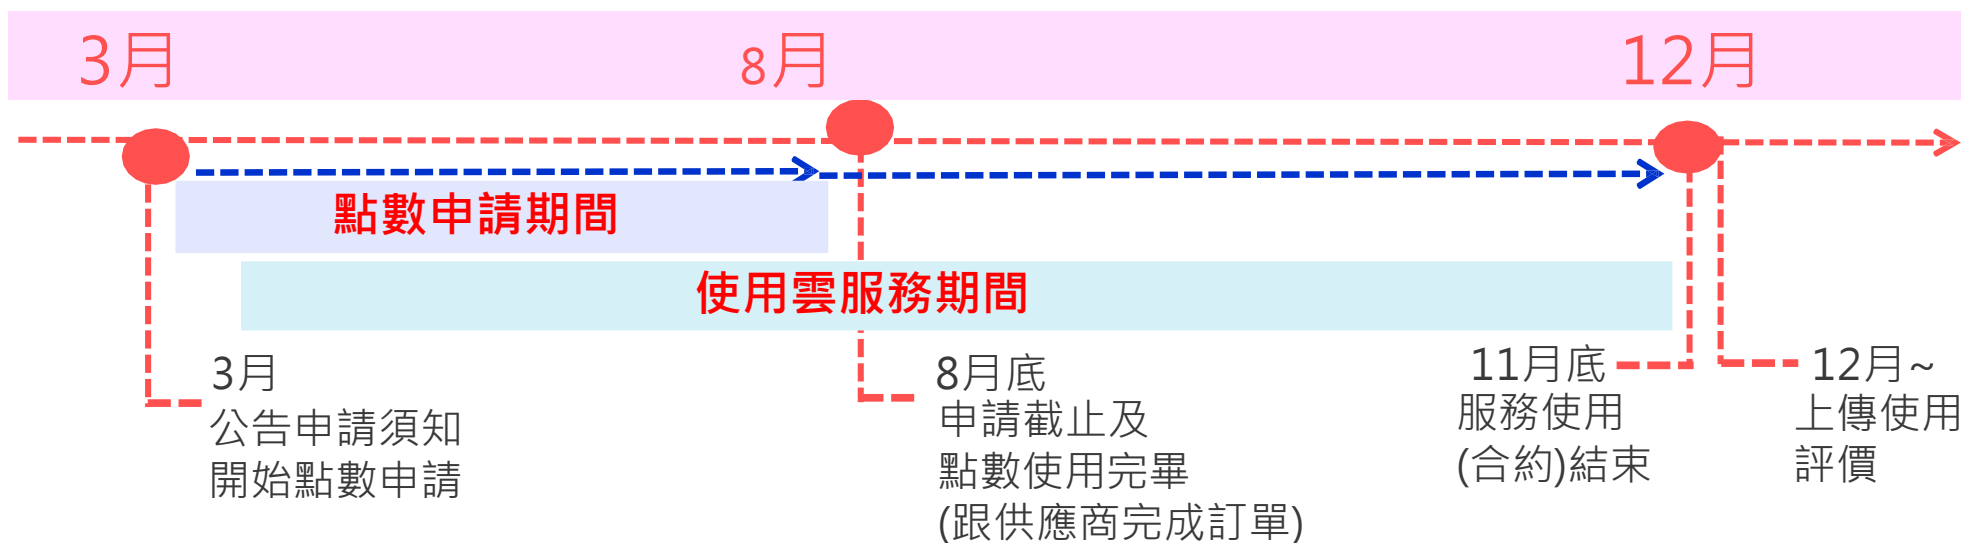 3月
8月
12月
點數申請期間
使用雲服務期間
3月
公告申請須知
開始點數申請
8月底
申請截止及
點數使用完畢
(跟供應商完成訂單)
11月底
服務使用
(合約)結束
12月~
上傳使用
評價